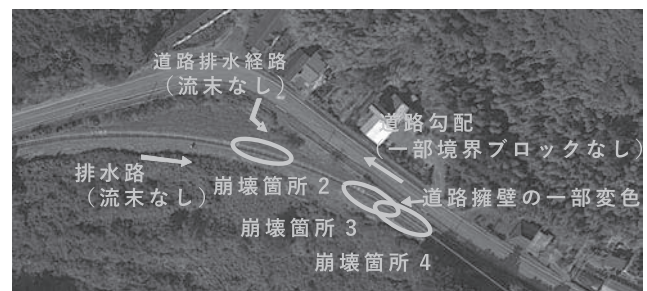 道路排水経路
（流末なし）
道路勾配
（一部境界ブロックなし）
排水路
（流末なし）
崩壊箇所 2
道路擁壁の一部変色
崩壊箇所 3
崩壊箇所 4